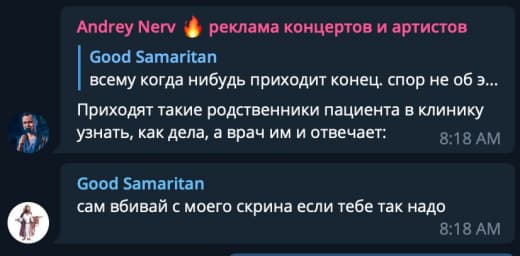 Andrey Nerv 🔥 реклама концертов и артистов
Good Samaritan
всему когда нибудь приходит конец. спор не об э...
Приходят такие родственники пациента в клинику
узнать, как дела, а врач им и отвечает:
8:18 AM
Good Samaritan
сам вбивай с моего скрина если тебе так надо
8:18 AM